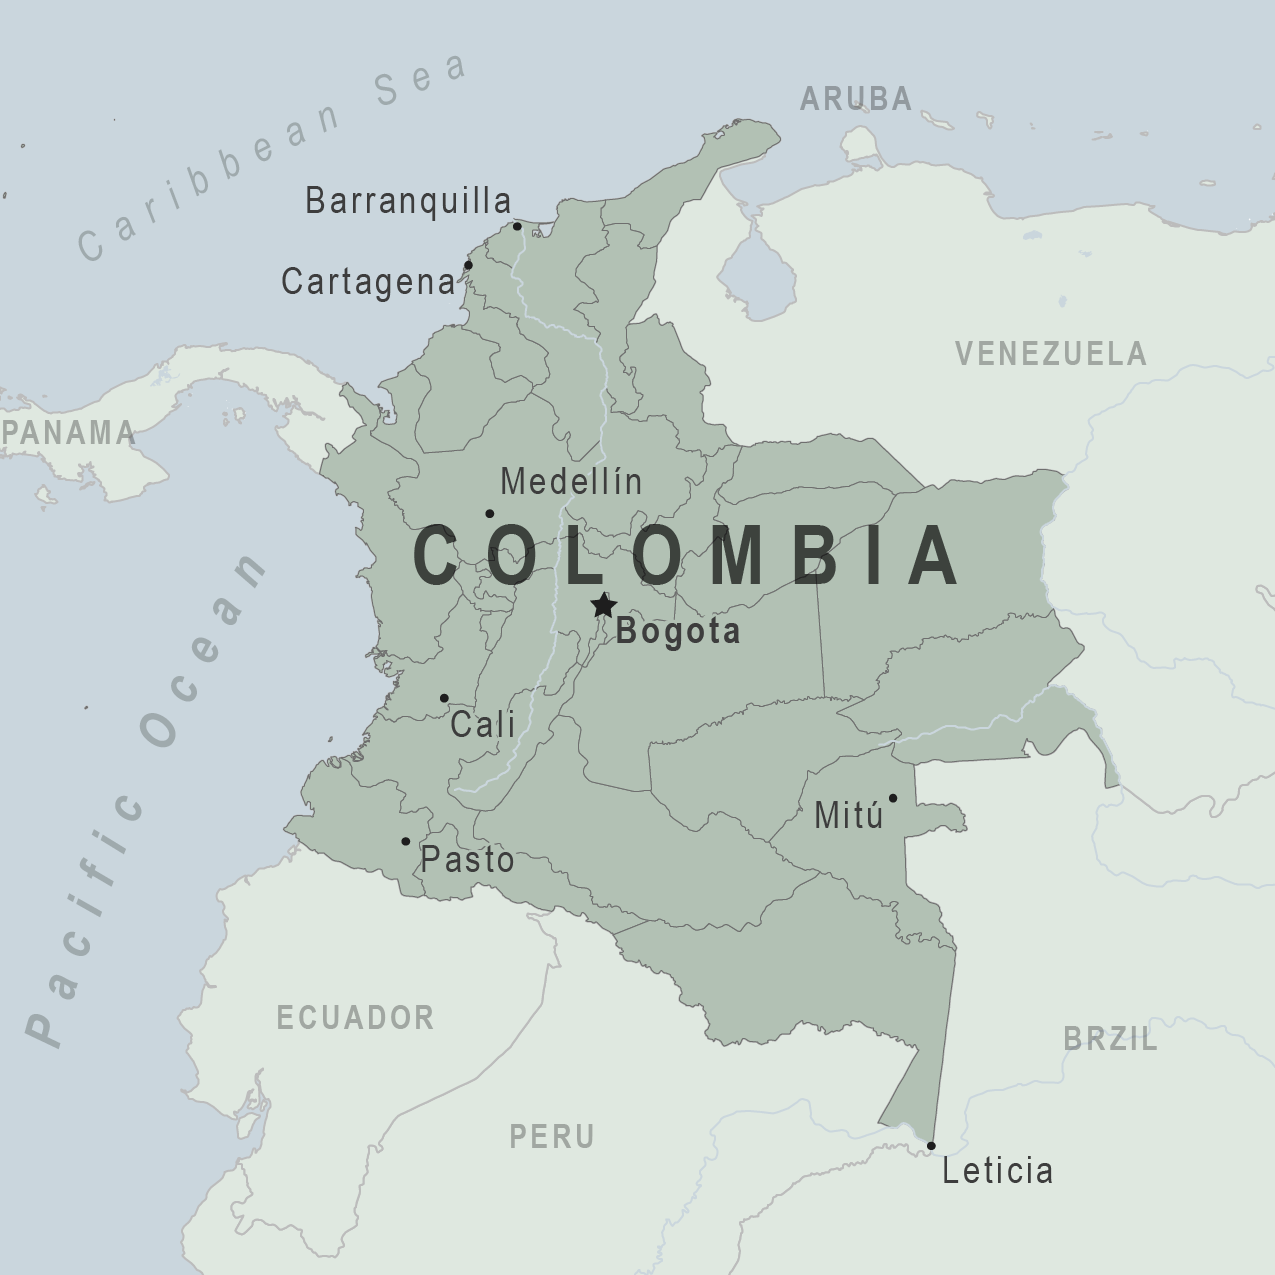 Caribbean Sea
ARUBA
Barranquilla
Cartagena
VENEZUELA
PANAMA
Medellín
COLOMBIA
Bogota
Pacific Ocean
Cali
Mitú
Pasto
ECUADOR
BRZIL
PERU
Leticia